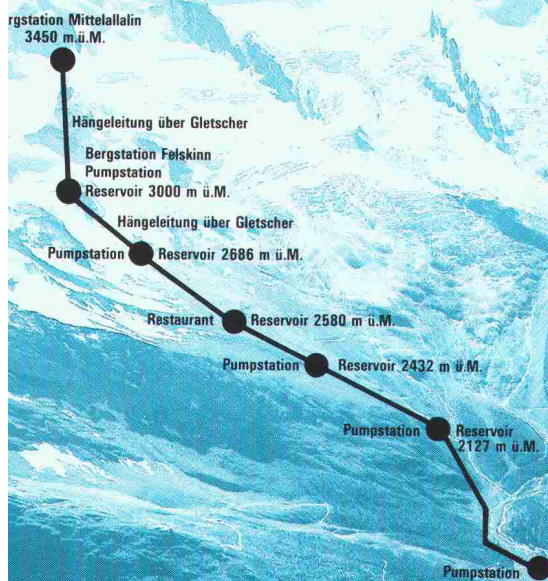 rgstation Mittelallalin
3450 m.ü.M.
Hängeleitung über Gletscher
Bergstation Felskinn
Pumpstation
Reservoir 3000 m ü.M.
Hängeleitung über Gletscher
Pumpstation Reservoir 2686 m ü.M.
Restaurant Reservoir 2580 m ü.M.
Pumpstation Reservoir 2432 m ü.M.
Pumpstation Reservoir
2127 m ü.M.
Pumpstation